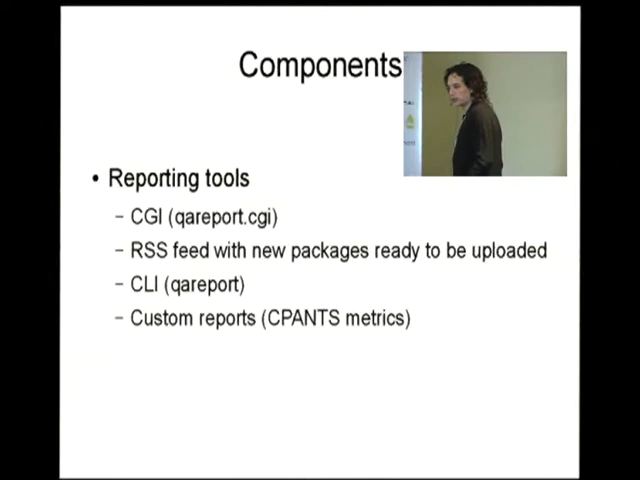 Components
• Reporting tools
– CGI (qareport.cgi)
– RSS feed with new packages ready to be uploaded
– CLI (qareport)
– Custom reports (CPANTS metrics)